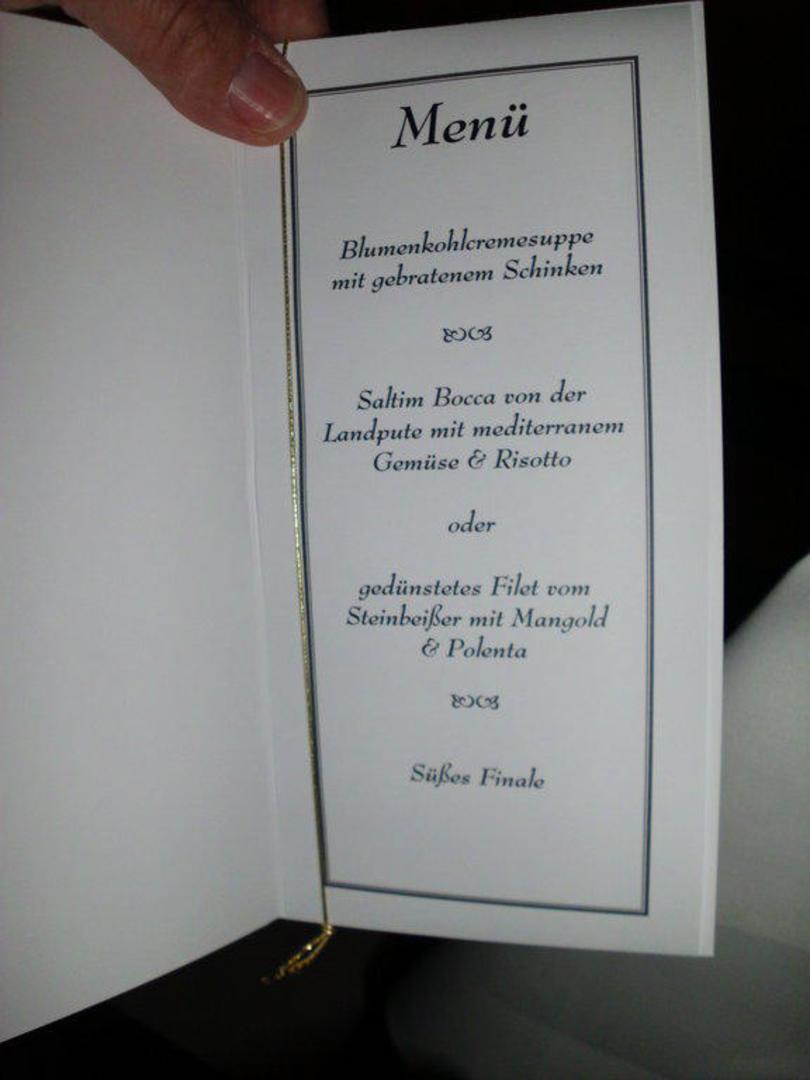 Menü
Blumenkohlcremesuppe
mit gebratenem Schinken
Saltim Bocca von der
Landpute mit mediterranem
Gemüse & Risotto
oder
gedünstetes Filet vom
Steinbeißer mit Mangold
& Polenta
Süßes Finale